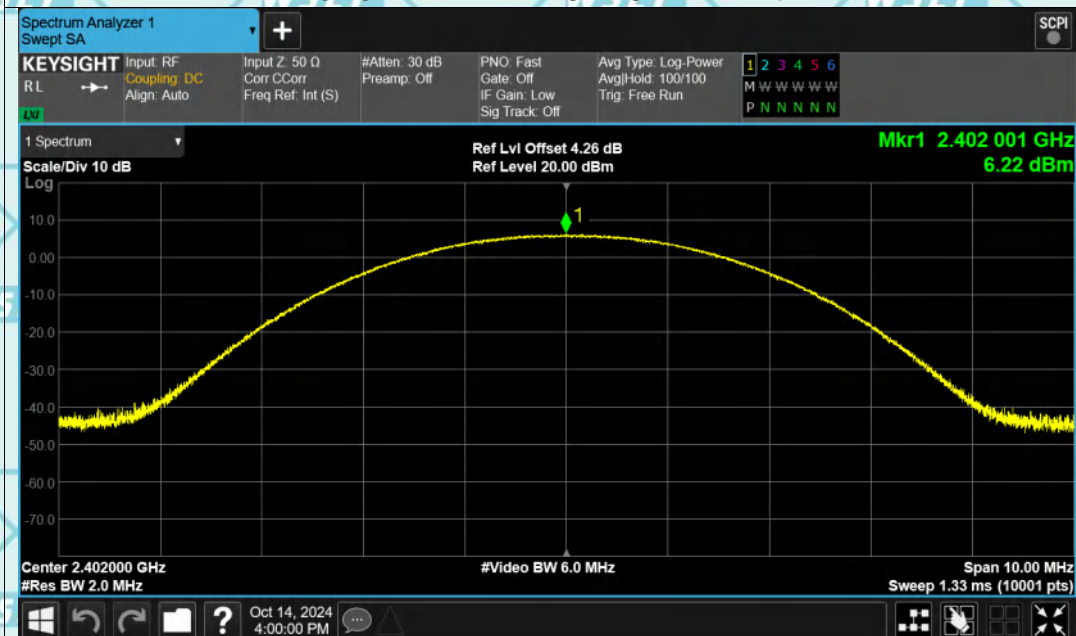 Spectrum Analyzer 1
Swept SA
+
SCPI
KEYSIGHT
RL
LXI
Input: RF
Coupling: DC
Align: Auto
Input Z: 50 Ω
Corr CCorr
Freq Ref: Int (S)
#Atten: 30 dB
Preamp: Off
PNO: Fast
Gate: Off
IF Gain: Low
Sig Track: Off
Avg Type: Log-Power
Avg|Hold: 100/100
Trig: Free Run
1 2 3 4 5 6
M W W W W W
P N N N N N
1 Spectrum
Scale/Div 10 dB
Log
Ref Lvl Offset 4.26 dB
Ref Level 20.00 dBm
Mkr1 2.402 001 GHz
6.22 dBm
1
10.0
0.00
-10.0
-20.0
-30.0
-40.0
-50.0
-60.0
-70.0
Center 2.402000 GHz
#Video BW 6.0 MHz
Span 10.00 MHz
#Res BW 2.0 MHz
Sweep 1.33 ms (10001 pts)
?
Oct 14, 2024
4:00:00 PM